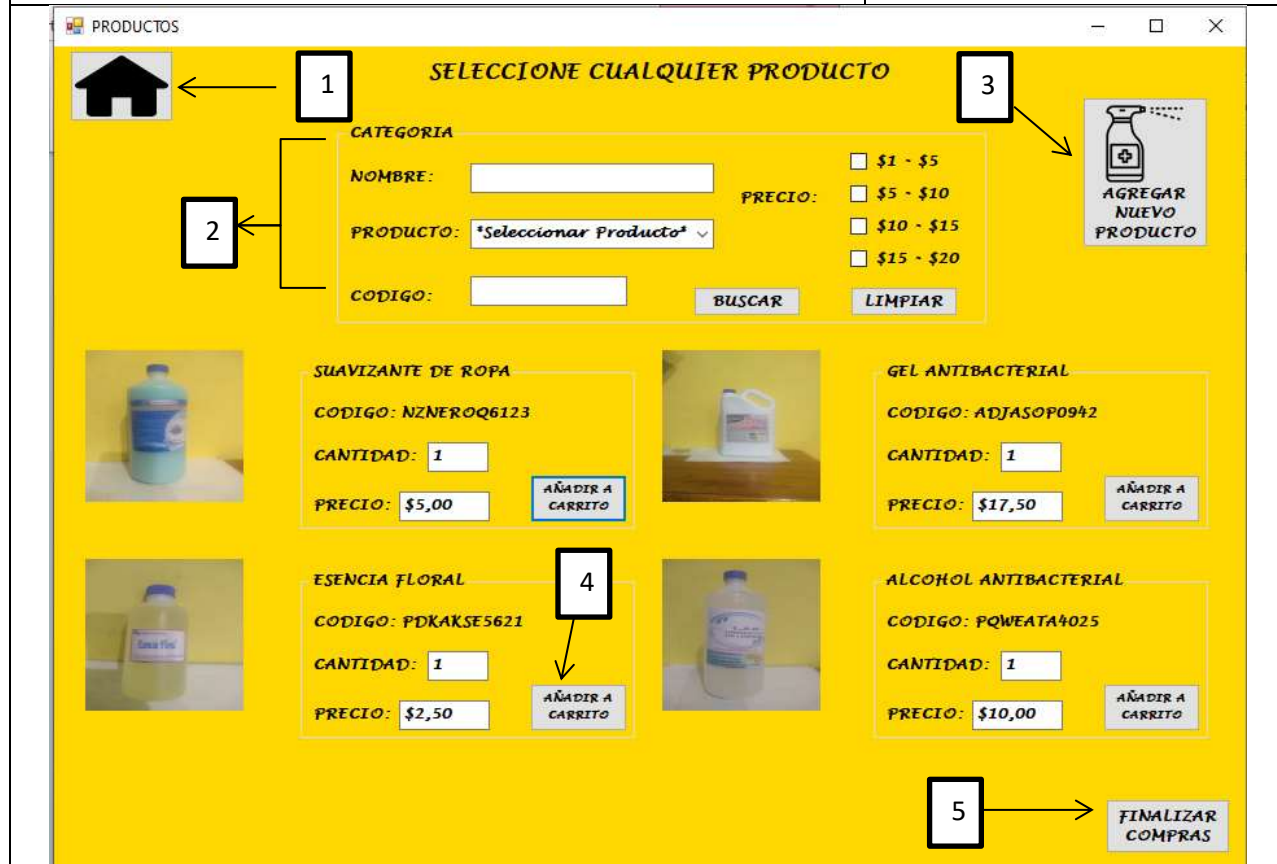 PRODUCTOS
1
SELECCIONE CUALQUIER PRODUCTO
3
CATEGORIA
NOMBRE:
PRECIO:
$1 - $5
$5 - $10
$10 - $15
$15 - $20
2
PRODUCTO:
*Seleccionar Producto*
CODIGO:
BUSCAR
LIMPIAR
AGREGAR
NUEVO
PRODUCTO
SUAVIZANTE DE ROPA
CODIGO: NZNEROQ6123
CANTIDAD: 1
PRECIO: $5,00
AÑADIR A
CARRITO
GEL ANTIBACTERIAL
CODIGO: ADJASOP0942
CANTIDAD: 1
PRECIO: $17,50
AÑADIR A
CARRITO
ESENCIA FLORAL
4
CODIGO: PDKAKSE5621
CANTIDAD: 1
PRECIO: $2,50
AÑADIR A
CARRITO
ALCOHOL ANTIBACTERIAL
CODIGO: PQWEATA4025
CANTIDAD: 1
PRECIO: $10,00
AÑADIR A
CARRITO
5
FINALIZAR
COMPRAS